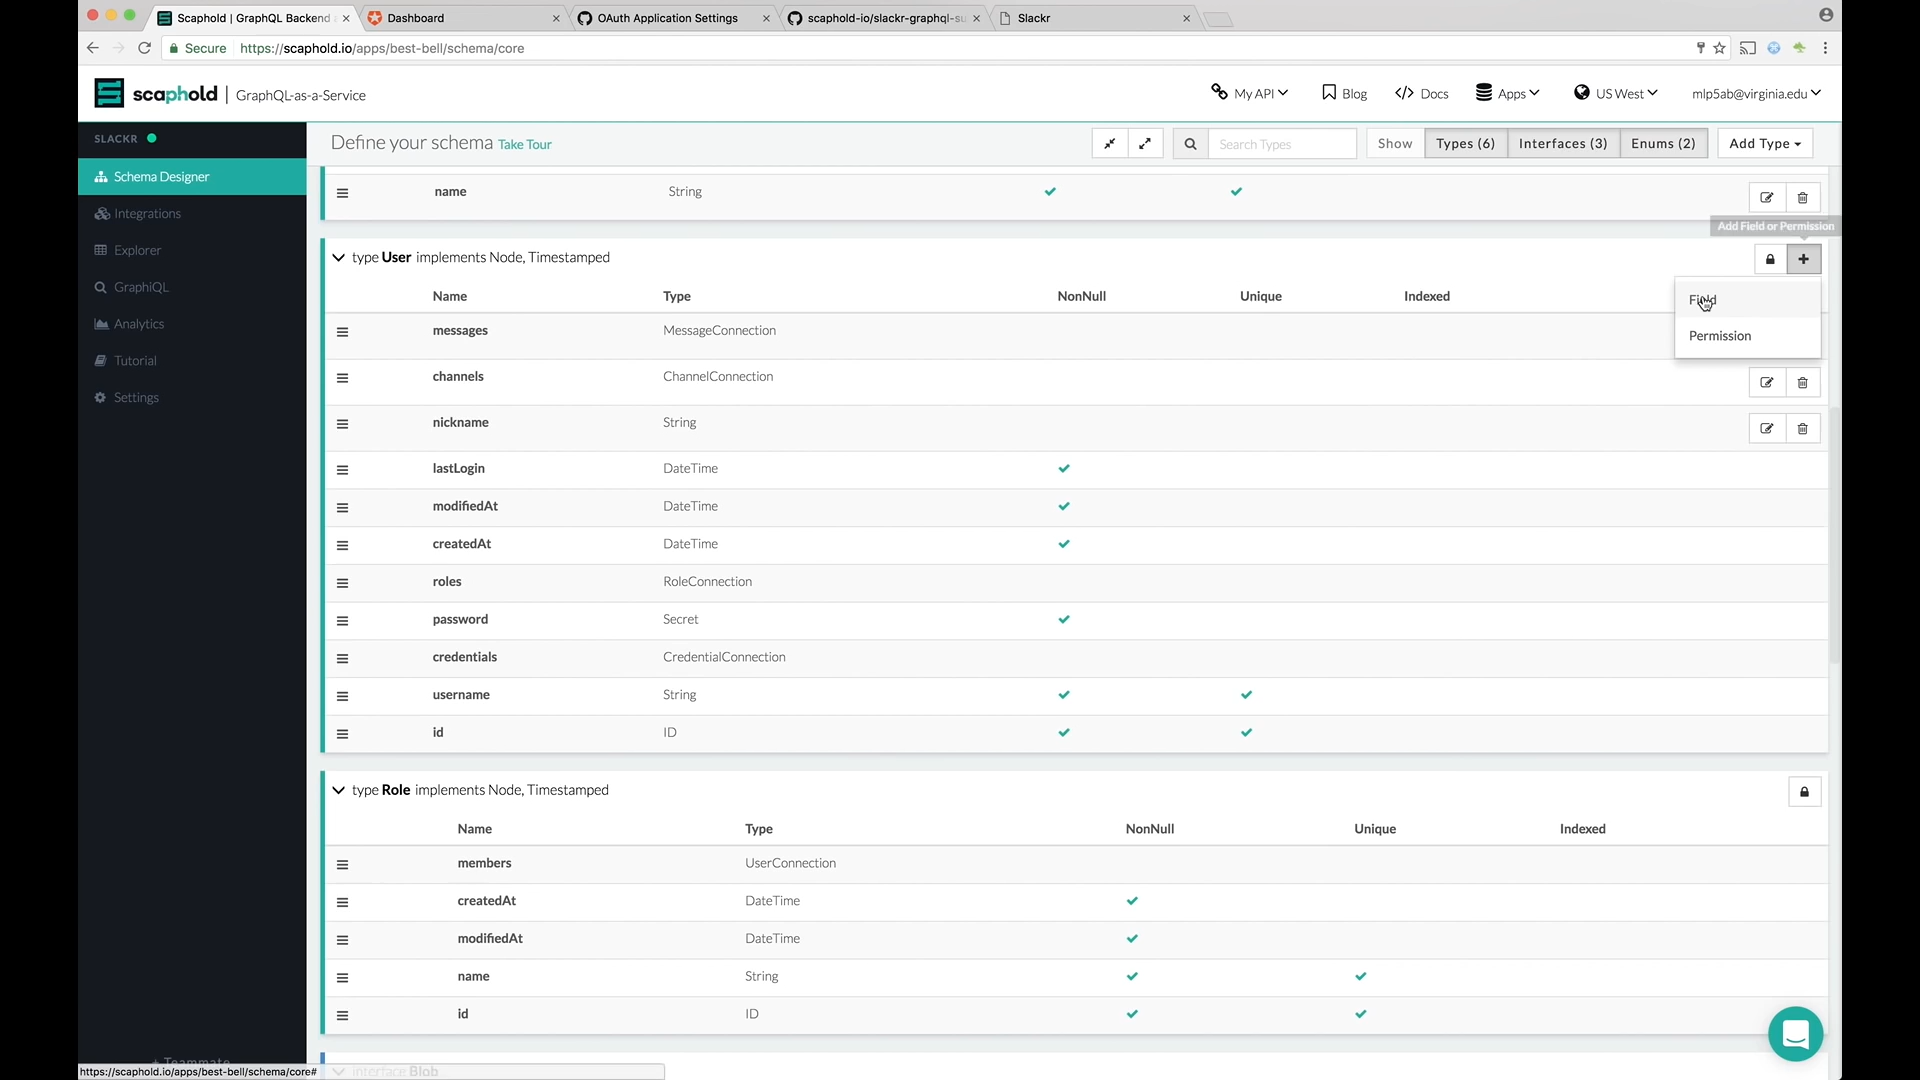 Scaphold | GraphQL Backend
Dashboard
OAuth Application Settings
scaphold-io/slackr-graphql-su
Slackr
Secure
https://scaphold.io/apps/best-bell/schema/core
scaphold | GraphQL-as-a-Service
My API
Blog
</> Docs
Apps
US West
mlp5ab@virginia.edu
SLACKR
Schema Designer
Integrations
Explorer
GraphiQL
Analytics
Tutorial
Settings
+ Teammate
Define your schema Take Tour
Search Types
Show
Types (6)
Interfaces (3)
Enums (2)
Add Type
name String
Add Field or Permission
type User implements Node, Timestamped
Field
Permission
Name Type NonNull Unique Indexed
messages MessageConnection
channels ChannelConnection
nickname String
lastLogin DateTime
modifiedAt DateTime
createdAt DateTime
roles RoleConnection
password Secret
credentials CredentialConnection
username String
id ID
type Role implements Node, Timestamped
Name Type NonNull Unique Indexed
members UserConnection
createdAt DateTime
modifiedAt DateTime
name String
id ID
interface Blob
https://scaphold.io/apps/best-bell/schema/core#